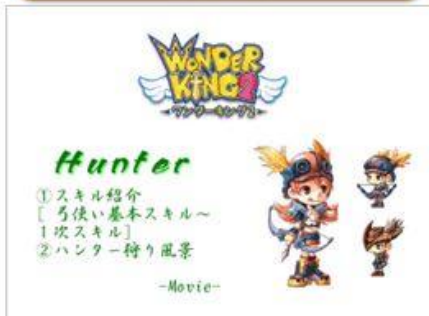 WONDER
KING2
ワンダーキング2
Hunter
①スキル紹介
[ 弓使い基本スキル～
1次スキル]
②ハンター狩り風景
-Movie-